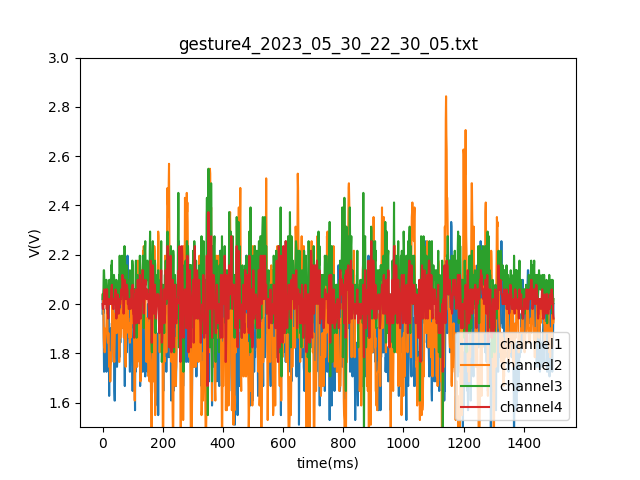 gesture4_2023_05_30_22_30_05.txt
3.0
2.8
2.6
2.4
2.2
2.0
1.8
1.6
V(V)
channel1
channel2
channel3
channel4
0 200 400 600 800 1000 1200 1400
time(ms)